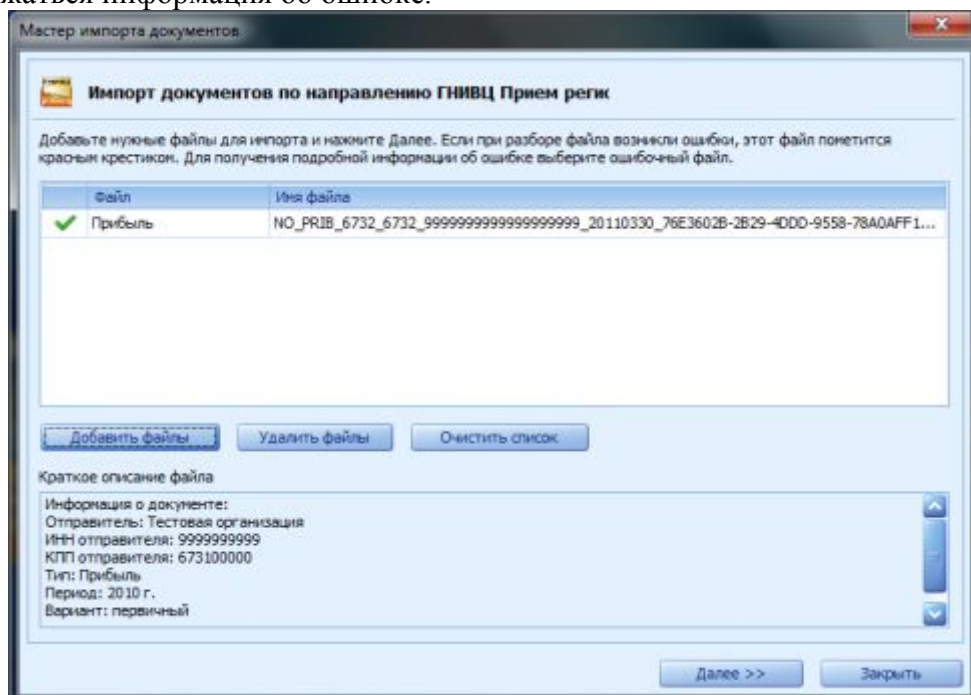 жаться информация об ошибке.
Мастер импорта документов
Импорт документов по направлению ГНИВЦ Прием регис
Добавьте нужные файлы для импорта и нажмите Далее. Если при разборе файла возникли ошибки, этот файл пометится
красным крестиком. Для получения подробной информации об ошибке выберите ошибочный файл.
Файл Имя файла
Прибыль NO_PRIB_6732_6732_9999999999999999999_20110330_76E3602B-2B29-4DDD-9558-78A0AFF1...
Добавить файлы Удалить файлы Очистить список
Краткое описание файла
Информация о документе:
Отправитель: Тестовая организация
ИНН отправителя: 9999999999
КПП отправителя: 673100000
Тип: Прибыль
Период: 2010 г.
Вариант: первичный
Далее >> Закрыть